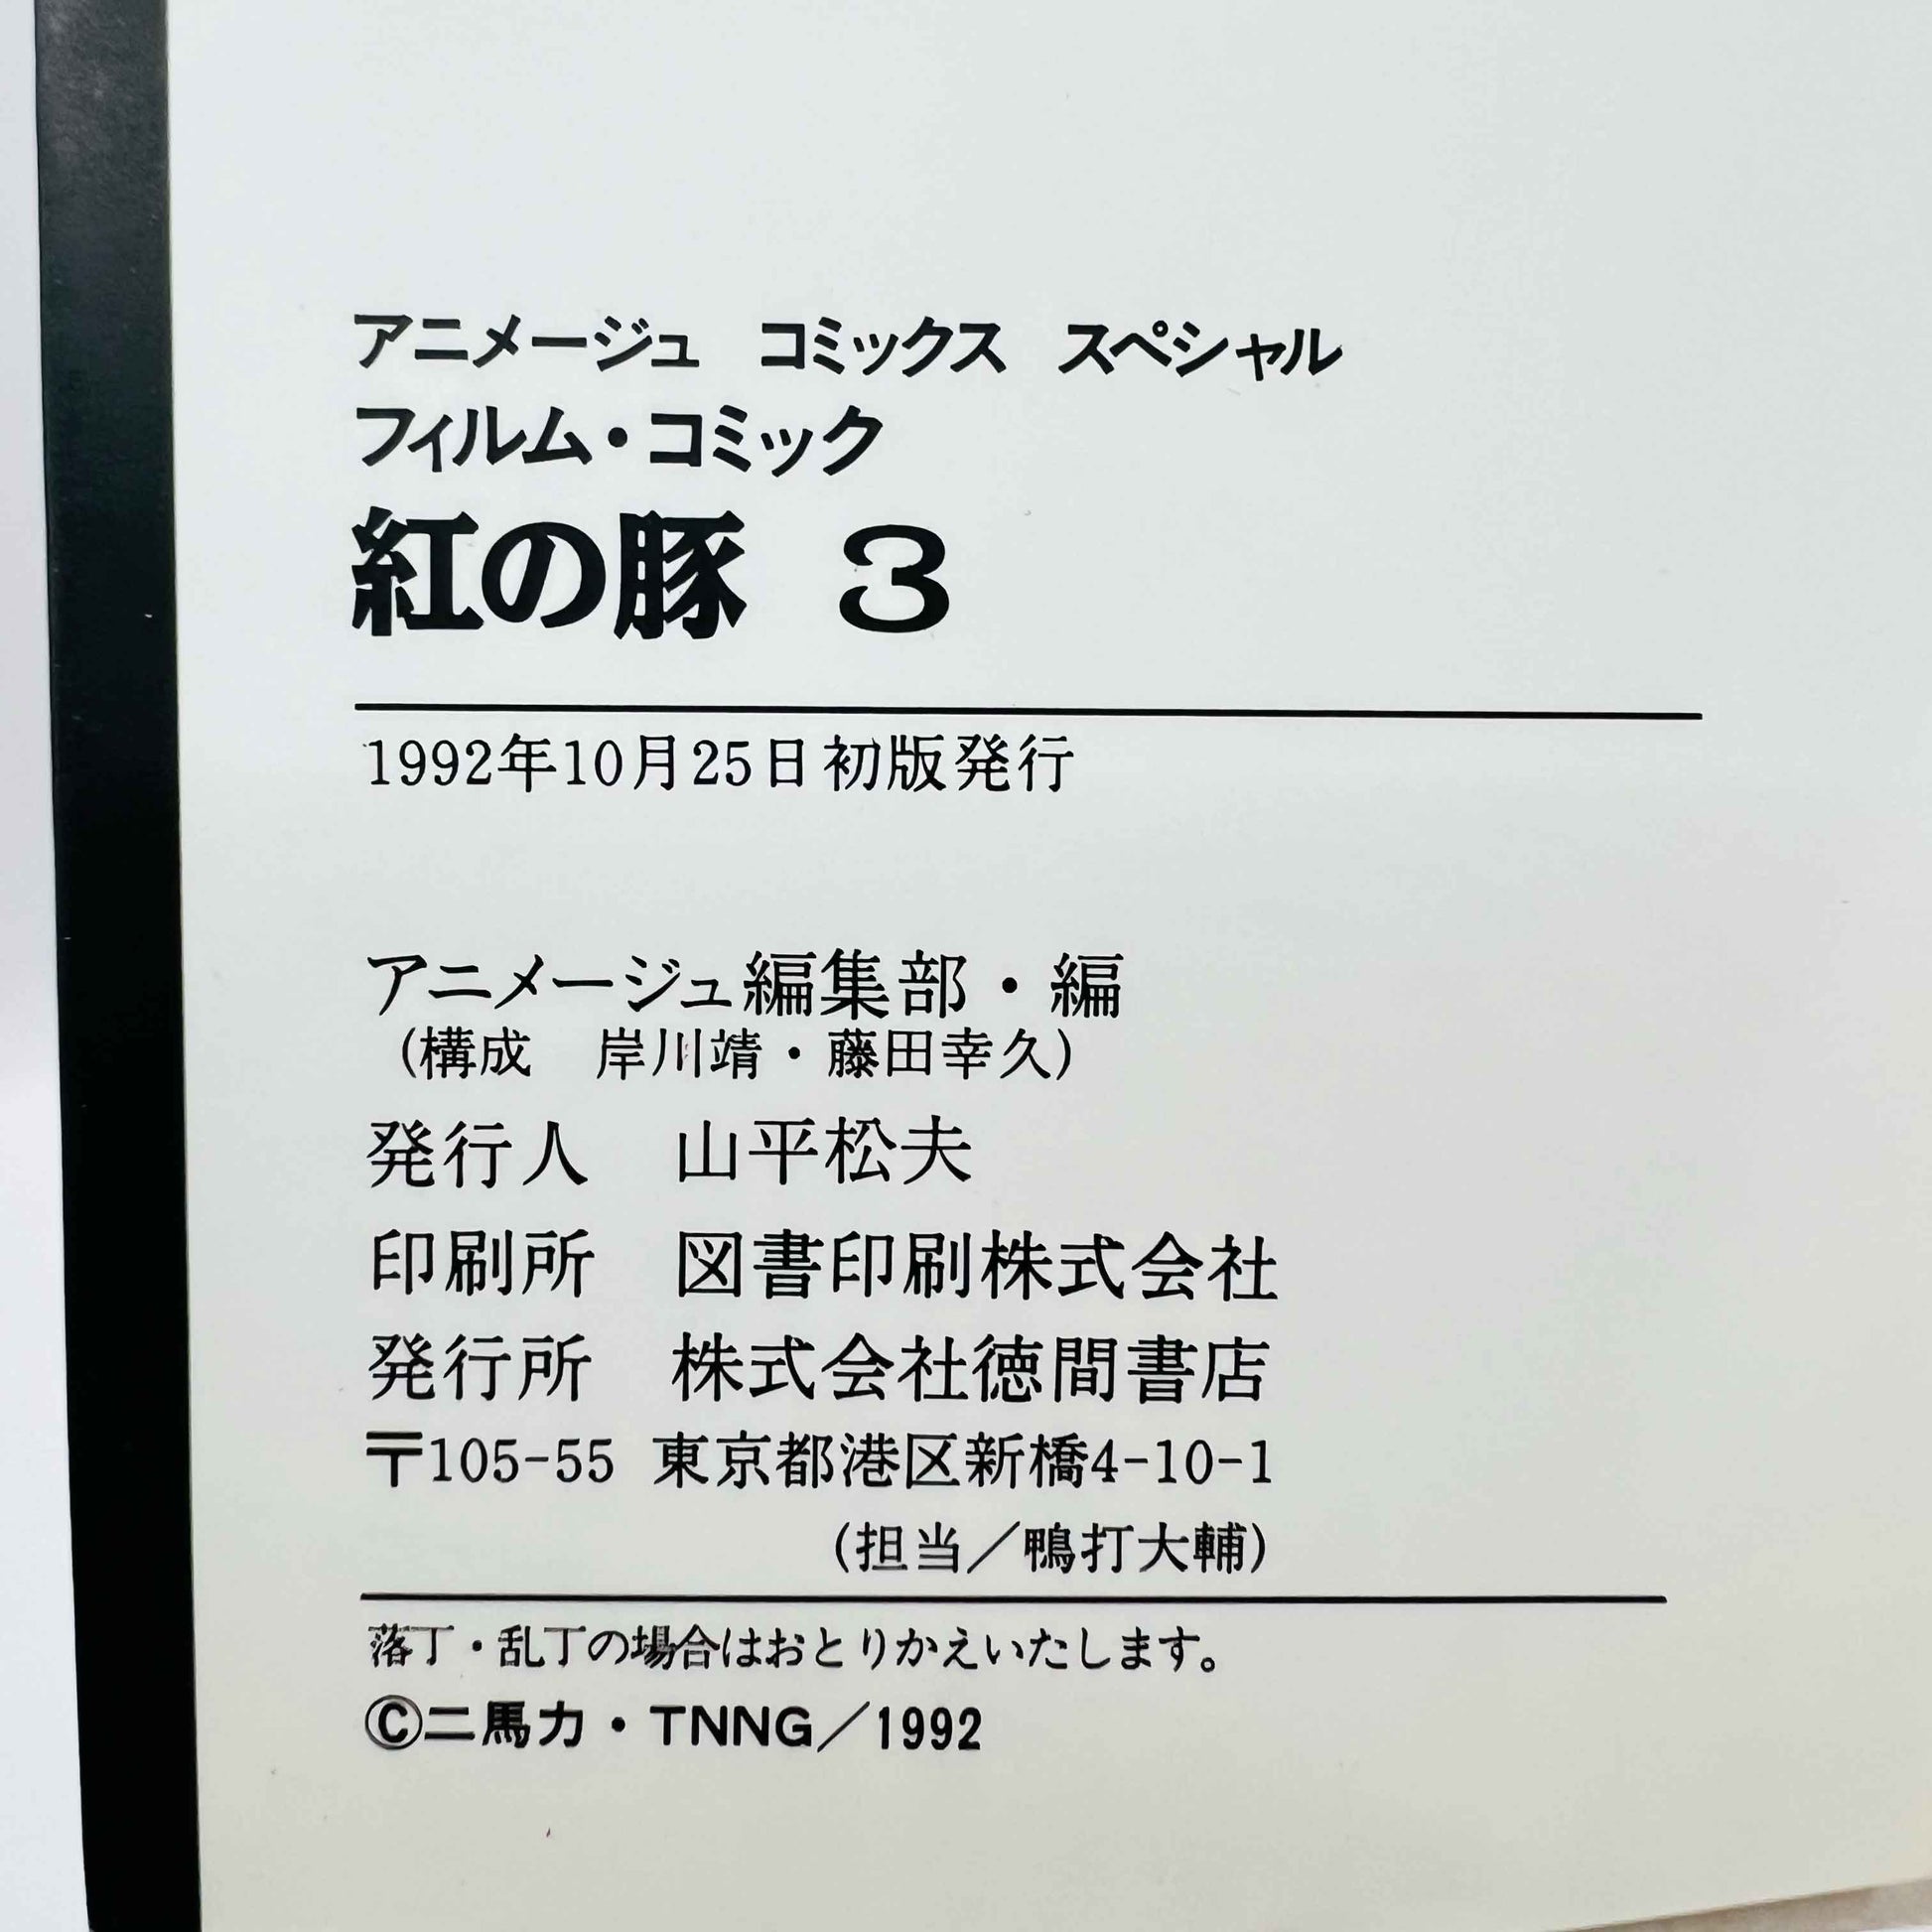 アニメージュ　コミックス　スペシャル
フィルム・コミック
紅の豚　3
1992年10月25日初版発行
アニメージュ編集部・編
(構成　岸川靖・藤田幸久)
発行人　山平松夫
印刷所　図書印刷株式会社
発行所　株式会社徳間書店
〒105-55　東京都港区新橋4-10-1
(担当／鴨打大輔)
落丁・乱丁の場合はおとりかえいたします。
©二馬力・TNNG／1992